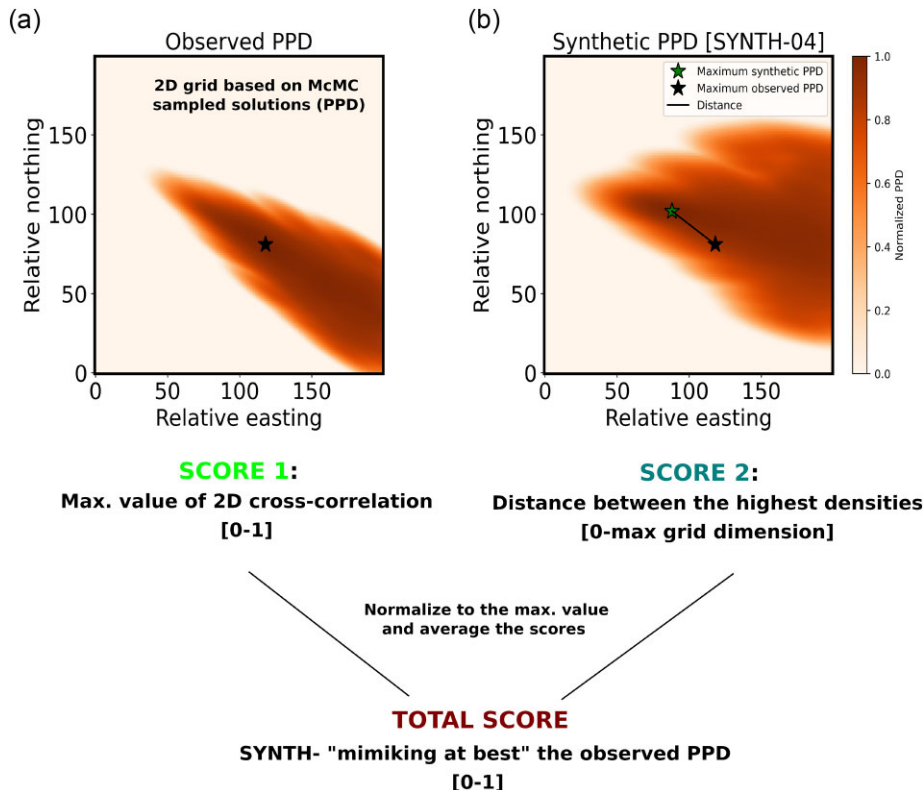 (a)
Observed PPD
2D grid based on McMC
sampled solutions (PPD)
Relative northing
150
100
50
0
0 50 100 150
Relative easting
(b)
Synthetic PPD [SYNTH-04]
Maximum synthetic PPD
Maximum observed PPD
Distance
Relative northing
150
100
50
0
0 50 100 150
Relative easting
1.0
0.8
0.6
0.4
0.2
0.0
Normalized PPD
SCORE 1:
Max. value of 2D cross-correlation
[0-1]
SCORE 2:
Distance between the highest densities
[0-max grid dimension]
Normalize to the max. value
and average the scores
TOTAL SCORE
SYNTH- "mimiking at best" the observed PPD
[0-1]